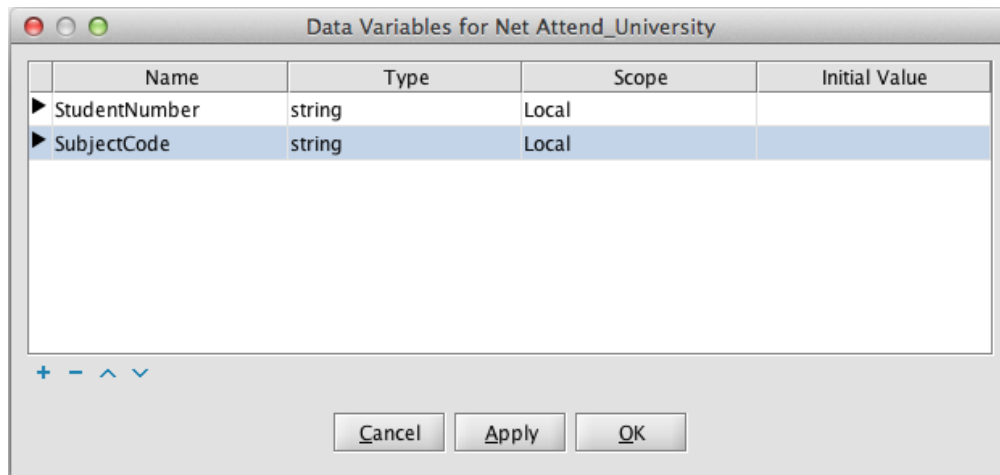 Data Variables for Net Attend_University
Name Type Scope Initial Value
StudentNumber string Local
SubjectCode string Local
Cancel Apply OK